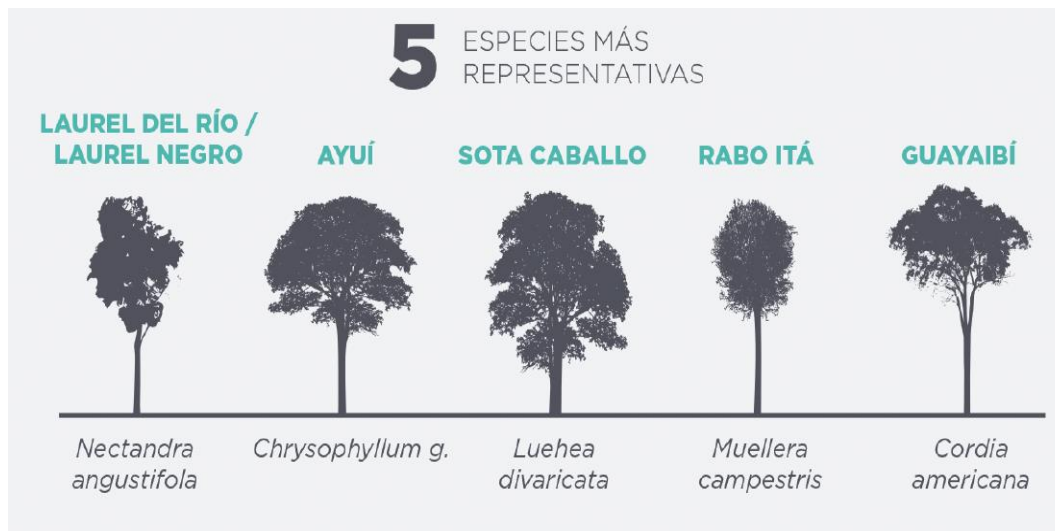 5 ESPECIES MÁS
REPRESENTATIVAS
LAUREL DEL RÍO /
LAUREL NEGRO
AYUÍ
SOTA CABALLO
RABO ITÁ
GUAYAIBÍ
Nectandra
angustifola
Chrysophyllum g.
Luehea
divaricata
Muellera
campestris
Cordia
americana